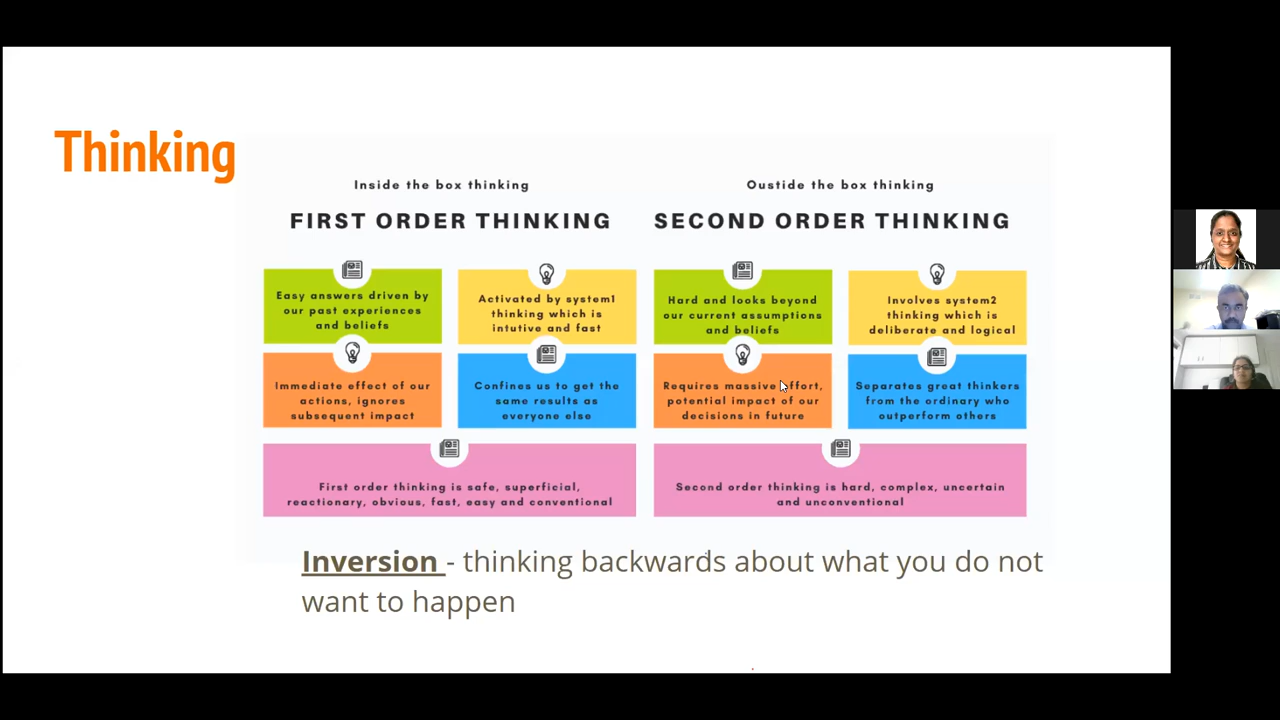 Thinking
Inside the box thinking
FIRST ORDER THINKING
Easy answers driven by
our past experiences
and beliefs
Activated by system1
thinking which is
intutive and fast
Immediate effect of our
actions, ignores
subsequent impact
Confines us to get the
same results as
everyone else
First order thinking is safe, superficial,
reactionary, obvious, fast, easy and conventional
Oustide the box thinking
SECOND ORDER THINKING
Hard and looks beyond
our current assumptions
and beliefs
Involves system2
thinking which is
deliberate and logical
Requires massive effort,
potential impact of our
decisions in future
Separates great thinkers
from the ordinary who
outperform others
Second order thinking is hard, complex, uncertain
and unconventional
Inversion - thinking backwards about what you do not
want to happen